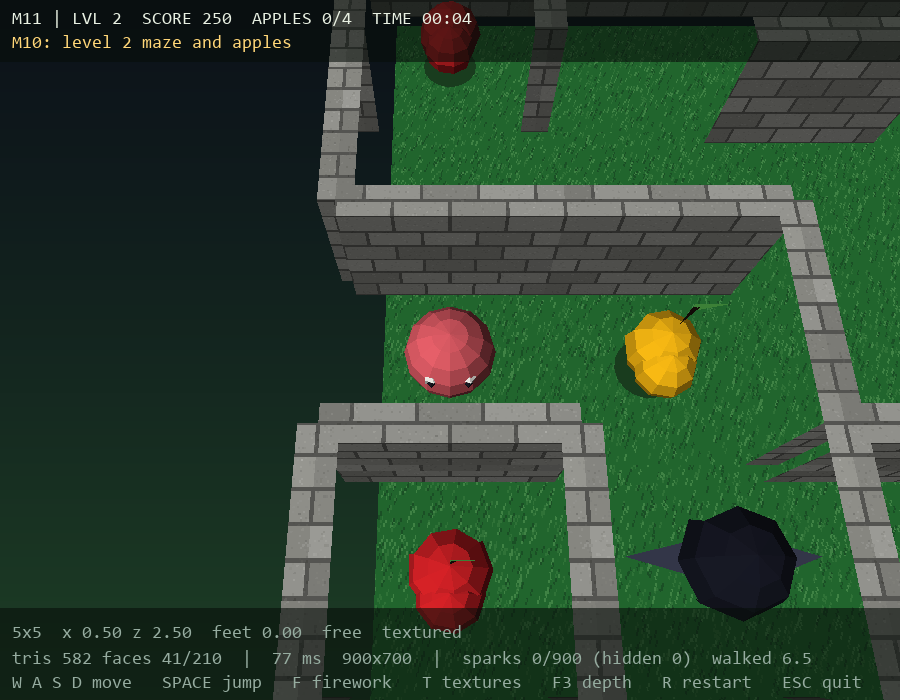 M11 | LVL 2  SCORE 250  APPLES 0/4  TIME 00:04
M10: level 2 maze and apples
5x5  x 0.50 z 2.50  feet 0.00  free  textured
tris 582 faces 41/210  |  77 ms  900x700  |  sparks 0/900 (hidden 0)  walked 6.5
W A S D move   SPACE jump   F firework   T textures   F3 depth   R restart   ESC quit